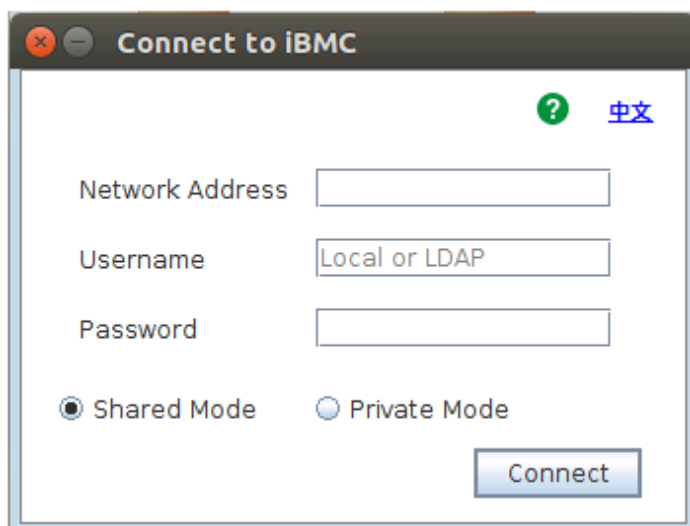 Connect to iBMC
? 中文
Network Address
Username Local or LDAP
Password
Shared Mode Private Mode
Connect